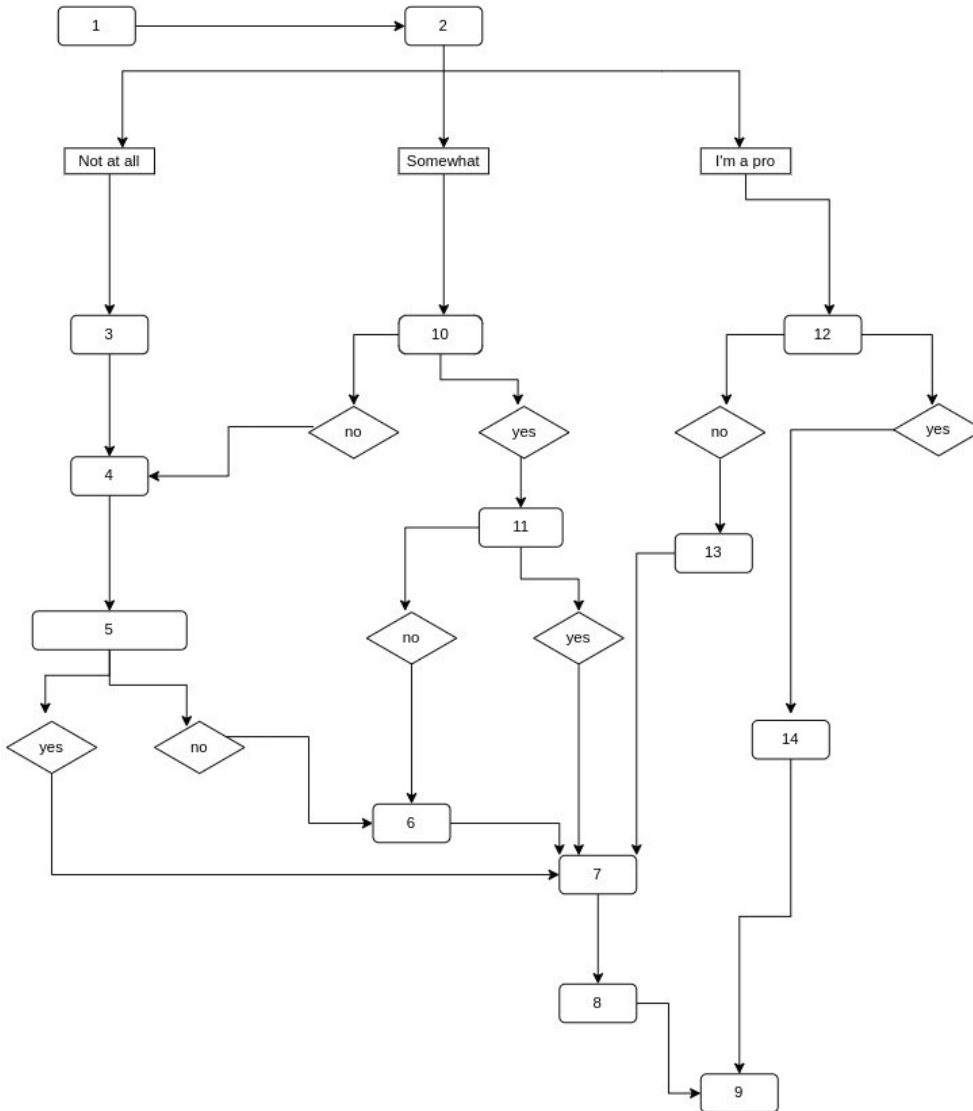 1
2
Not at all
Somewhat
I'm a pro
3
10
12
no
yes
no
yes
4
11
13
5
no
yes
yes
no
14
6
7
8
9